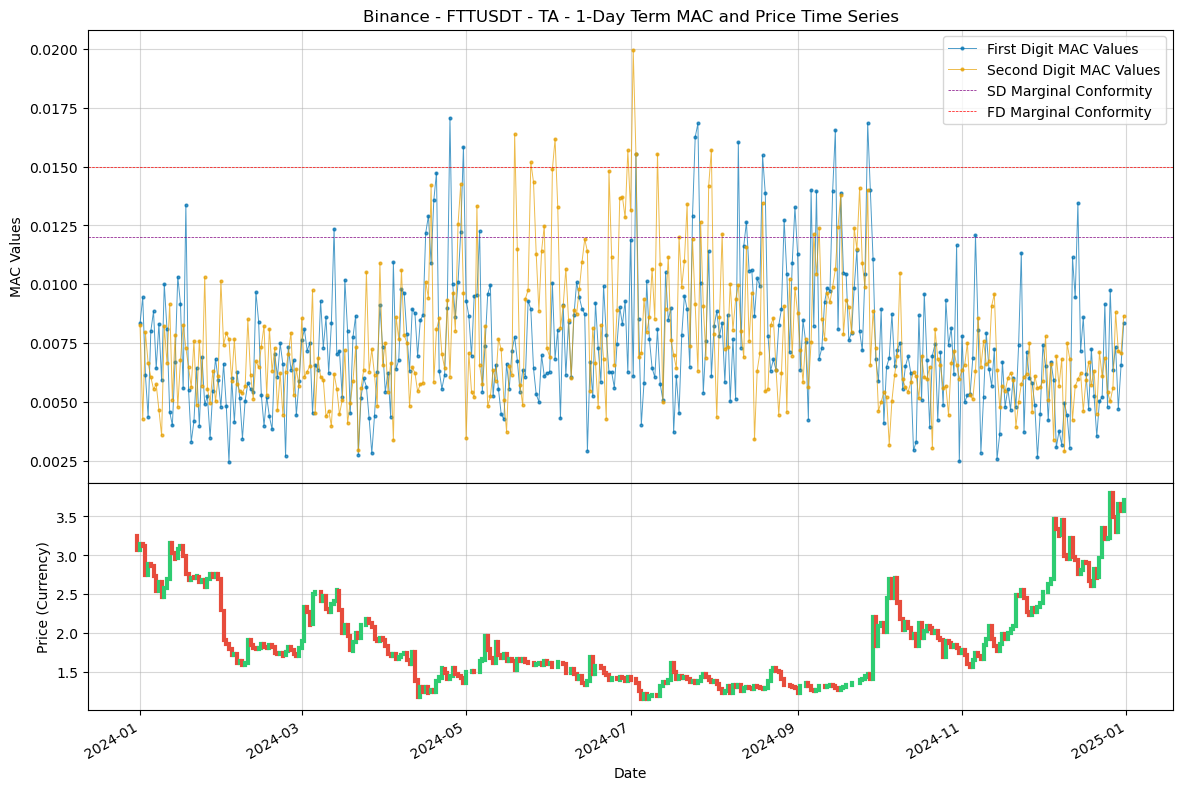 Binance - FTTUSDT - TA - 1-Day Term MAC and Price Time Series
First Digit MAC Values
Second Digit MAC Values
SD Marginal Conformity
FD Marginal Conformity
MAC Values
0.0200
0.0175
0.0150
0.0125
0.0100
0.0075
0.0050
0.0025
Price (Currency)
3.5
3.0
2.5
2.0
1.5
2024-01
2024-03
2024-05
2024-07
2024-09
2024-11
2025-01
Date